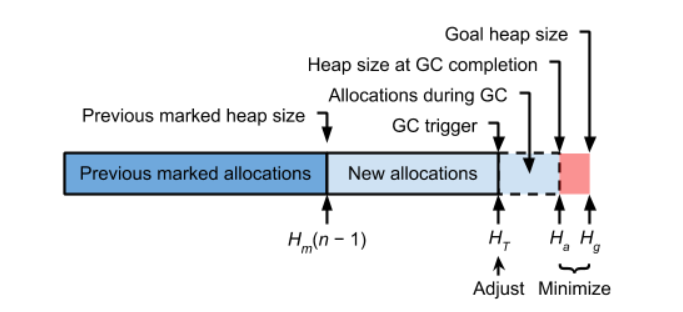 Goal heap size
Heap size at GC completion
Allocations during GC
Previous marked heap size
GC trigger
Previous marked allocations
New allocations
Hm(n − 1)
HT
Ha
Hg
Adjust
Minimize